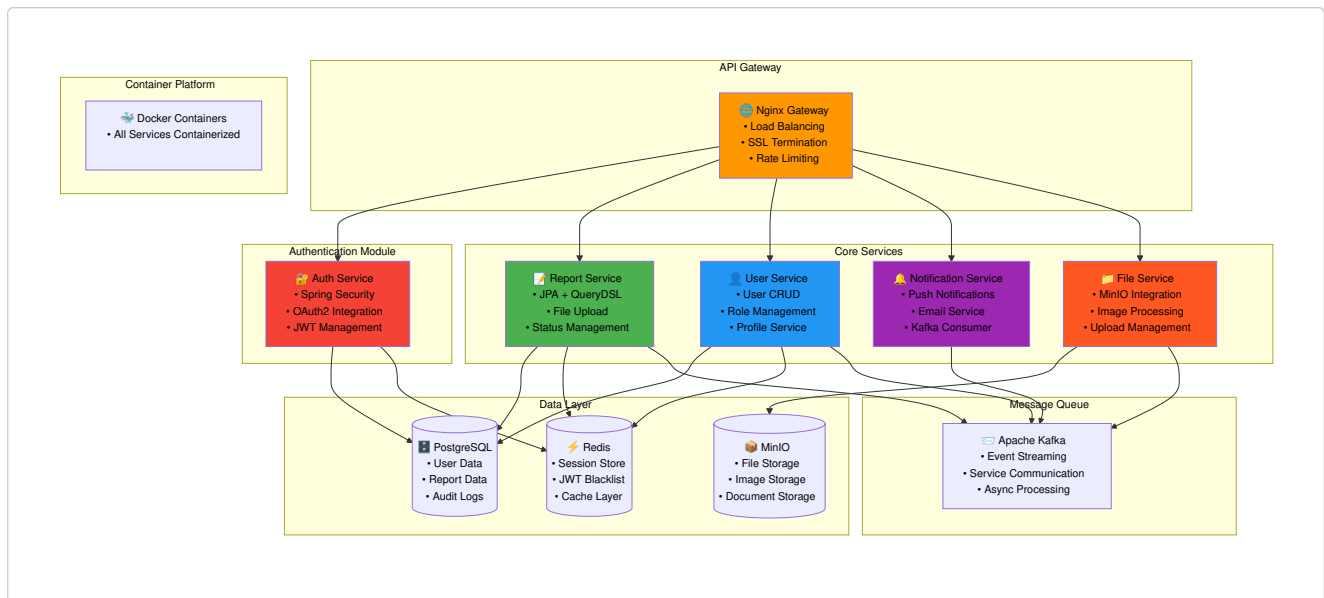 API Gateway
Container Platform
🐳 Docker Containers
• All Services Containerized
🌐 Nginx Gateway
• Load Balancing
• SSL Termination
• Rate Limiting
Authentication Module
🔐 Auth Service
• Spring Security
• OAuth2 Integration
• JWT Management
Core Services
📝 Report Service
• JPA + QueryDSL
• File Upload
• Status Management
👤 User Service
• User CRUD
• Role Management
• Profile Service
🔔 Notification Service
• Push Notifications
• Email Service
• Kafka Consumer
📁 File Service
• MinIO Integration
• Image Processing
• Upload Management
Data Layer
🗄️ PostgreSQL
• User Data
• Report Data
• Audit Logs
⚡ Redis
• Session Store
• JWT Blacklist
• Cache Layer
📦 MinIO
• File Storage
• Image Storage
• Document Storage
Message Queue
📨 Apache Kafka
• Event Streaming
• Service Communication
• Async Processing